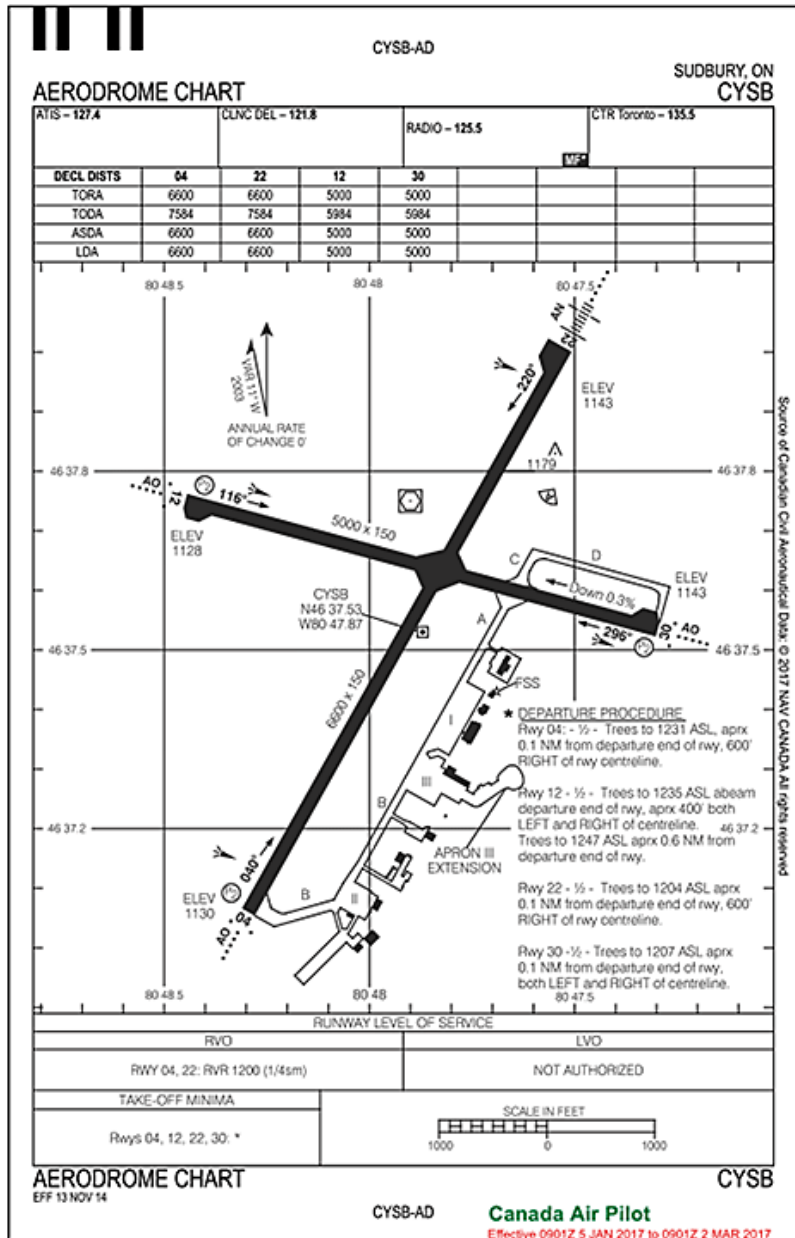 CYSB-AD
SUDBURY, ON
AERODROME CHART
CYSB
ATIS – 127.4
CLNC DEL – 121.8
RADIO – 125.5
MF
CTR Toronto – 135.5
DECL DISTS 04 22 12 30
TORA 6600 6600 5000 5000
TODA 7584 7584 5984 5984
ASDA 6600 6600 5000 5000
LDA 6600 6600 5000 5000
80 48.5 80 48 80 47.5
AN
22
220°
ELEV
1143
VAR 11° W
2003
ANNUAL RATE
OF CHANGE 0'
46 37.8 46 37.8
1179
AO
12
116°
ELEV
1128
5000 x 150
C
D
Down 0.3%
ELEV
1143
CYSB
N46 37.53
W80 47.87
A
296°
30
AO
46 37.5 46 37.5
6600 x 150
FSS
I
III
B
APRON III
EXTENSION
* DEPARTURE PROCEDURE
Rwy 04: - ½ - Trees to 1231 ASL, aprx
0.1 NM from departure end of rwy, 600'
RIGHT of rwy centreline.
Rwy 12 - ½ - Trees to 1235 ASL abeam
departure end of rwy, aprx 400' both
LEFT and RIGHT of centreline.
Trees to 1247 ASL aprx 0.6 NM from
departure end of rwy.
Rwy 22 - ½ - Trees to 1204 ASL aprx
0.1 NM from departure end of rwy, 600'
RIGHT of rwy centreline.
Rwy 30 -½ - Trees to 1207 ASL aprx
0.1 NM from departure end of rwy,
both LEFT and RIGHT of centreline.
46 37.2 46 37.2
040°
ELEV
1130
B
II
04
AO
80 48.5 80 48 80 47.5
Source of Canadian Civil Aeronautical Data: © 2017 NAV CANADA All rights reserved
RUNWAY LEVEL OF SERVICE
RVO LVO
RWY 04, 22: RVR 1200 (1/4sm) NOT AUTHORIZED
TAKE-OFF MINIMA
Rwys 04, 12, 22, 30: *
SCALE IN FEET
1000 0 1000
AERODROME CHART
CYSB
EFF 13 NOV 14
CYSB-AD
Canada Air Pilot
Effective 0901Z 5 JAN 2017 to 0901Z 2 MAR 2017